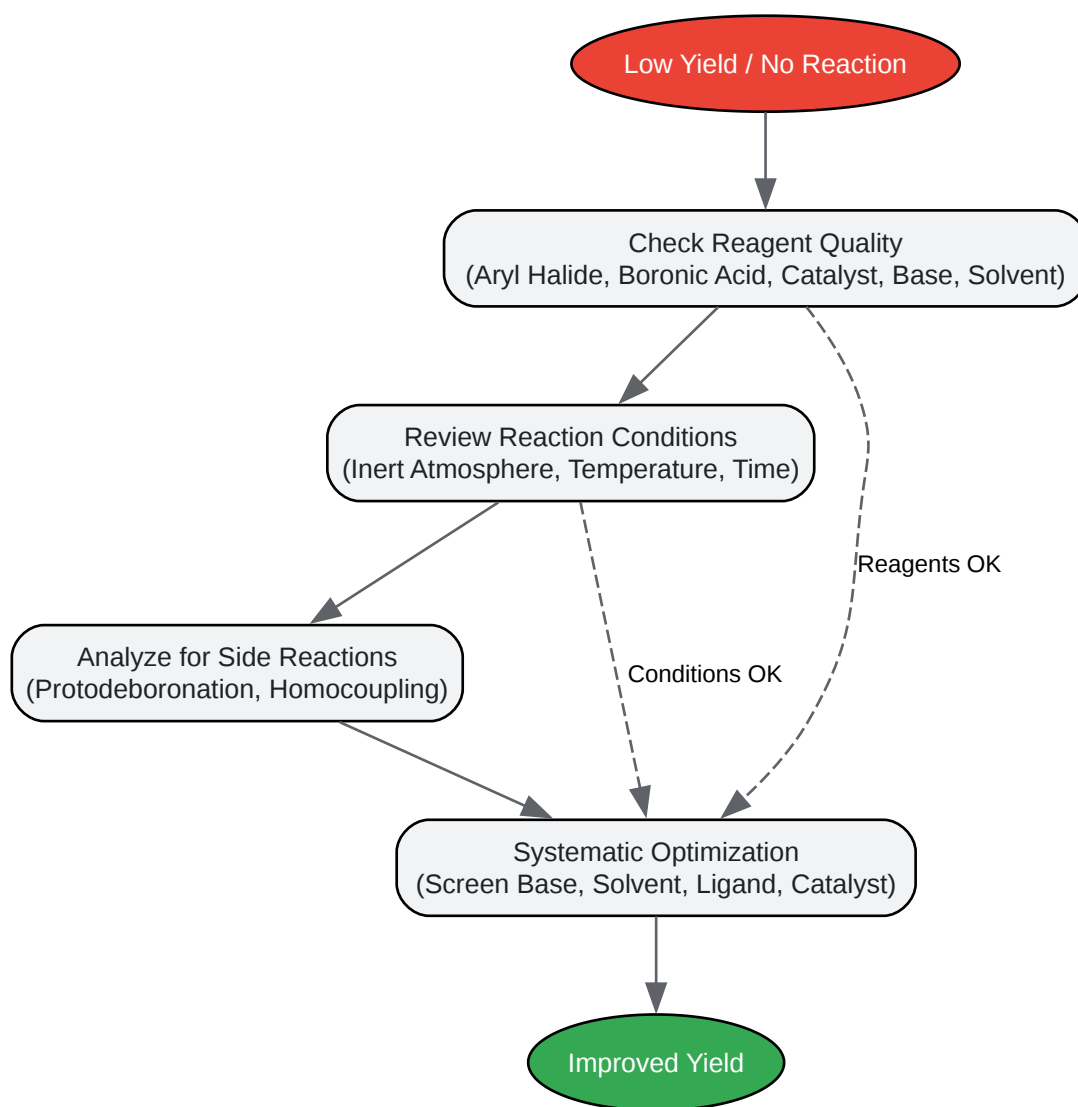 Low Yield / No Reaction
Check Reagent Quality
(Aryl Halide, Boronic Acid, Catalyst, Base, Solvent)
Review Reaction Conditions
(Inert Atmosphere, Temperature, Time)
Reagents OK
Analyze for Side Reactions
(Protodeboronation, Homocoupling)
Conditions OK
Systematic Optimization
(Screen Base, Solvent, Ligand, Catalyst)
Improved Yield